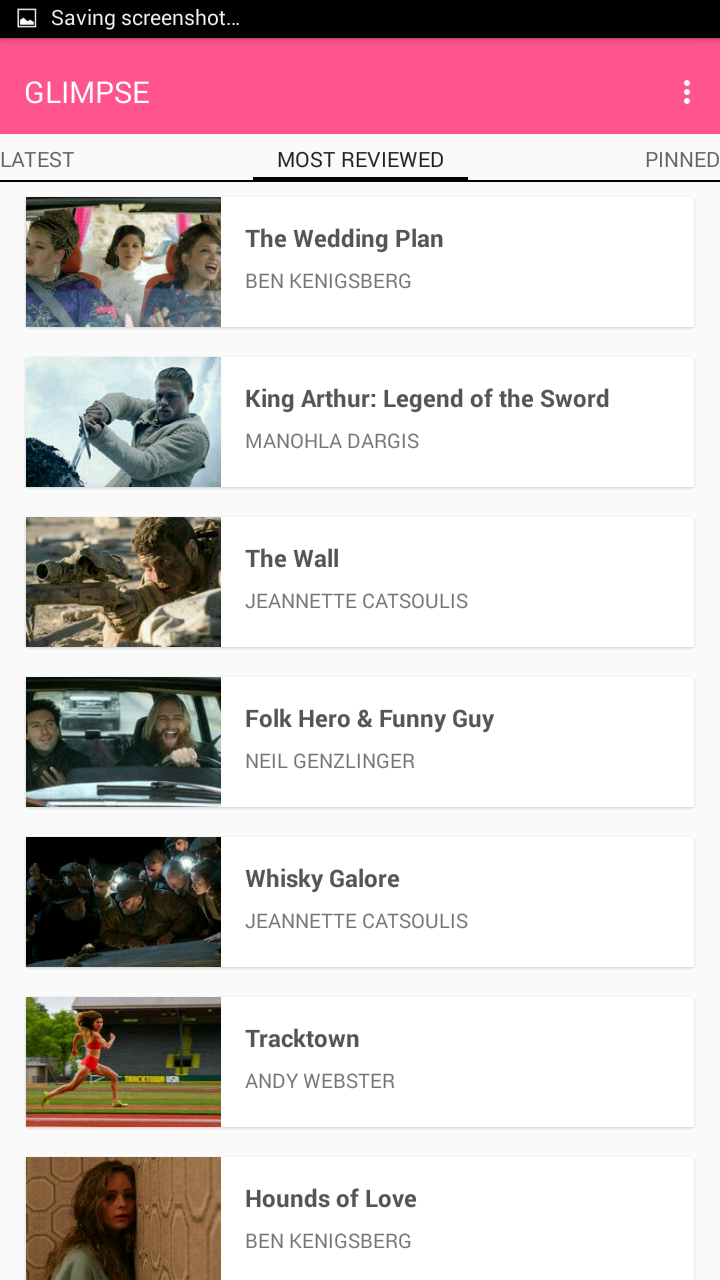 Saving screenshot...
GLIMPSE
LATEST
MOST REVIEWED
PINNED
The Wedding Plan
BEN KENIGSBERG
King Arthur: Legend of the Sword
MANOHLA DARGIS
The Wall
JEANNETTE CATSOULIS
Folk Hero & Funny Guy
NEIL GENZLINGER
Whisky Galore
JEANNETTE CATSOULIS
Tracktown
ANDY WEBSTER
TRACKTOWN
Hounds of Love
BEN KENIGSBERG